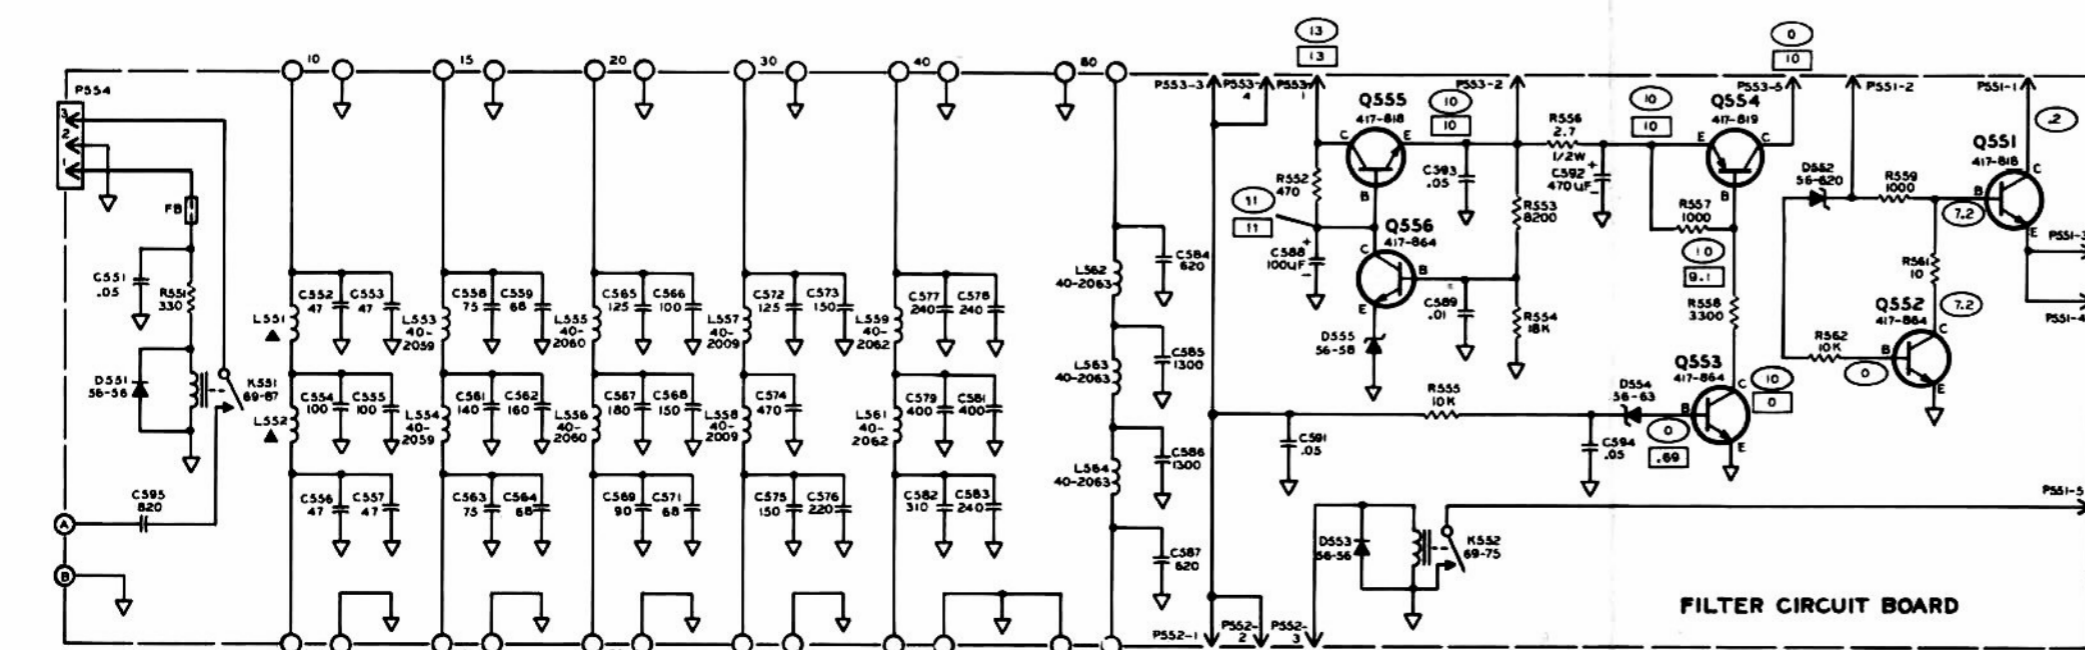 13
13
0
10
10
15
20
30
40
80
P554
3
2
1
FB
C551
.05
R551
330
D551
56-56
K551
69-87
C595
820
A
B
L551
C552
47
C553
47
L552
C554
100
C555
100
C556
47
C557
47
L553
40-
2059
C558
75
C559
68
L554
40-
2059
C561
140
C562
160
C563
75
C564
68
L555
40-
2060
C565
125
C566
100
L556
40-
2060
C567
180
C568
150
C569
90
C571
68
L557
40-
2009
C572
125
C573
150
L558
40-
2009
C574
470
C575
150
C576
220
L559
40-
2062
C577
240
C578
240
L561
40-
2062
C579
400
C581
400
C582
310
C583
240
L562
40-2063
C584
620
L563
40-2063
C585
1300
L564
40-2063
C586
1300
C587
620
P553-3
P553-
4
P553-
1
Q555
417-818
C
E
B
10
10
P553-2
R552
470
11
11
C588
100UF
+
-
Q556
417-864
C
B
E
D555
56-58
C593
.05
C589
.01
R553
8200
R554
18K
R556
2.7
1/2W
C592
470UF
+
-
10
10
Q554
417-819
E
C
B
P553-5
R557
1000
10
9.1
R558
3300
Q553
417-864
C
B
E
10
0
R555
10K
D554
56-63
0
.69
C591
.05
C594
.05
P551-2
P551-1
.2
Q551
417-818
C
B
E
D552
56-620
R559
1000
7.2
R561
10
Q552
417-864
C
B
E
7.2
R562
10K
0
P551-3
P551-4
P551-5
D553
56-56
K552
69-75
P552-1
P552-
2
P552-
3
FILTER CIRCUIT BOARD